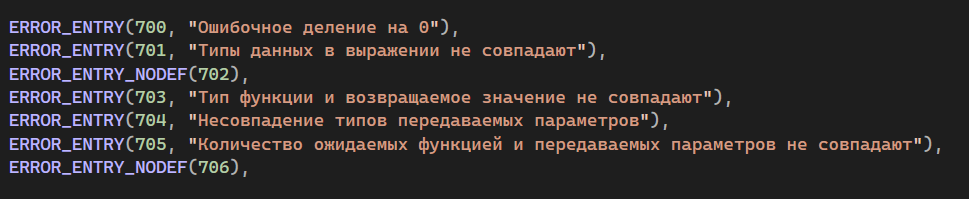 ERROR_ENTRY(700, "Ошибочное деление на 0"),
ERROR_ENTRY(701, "Типы данных в выражении не совпадают"),
ERROR_ENTRY_NODEF(702),
ERROR_ENTRY(703, "Тип функции и возвращаемое значение не совпадают"),
ERROR_ENTRY(704, "Несовпадение типов передаваемых параметров"),
ERROR_ENTRY(705, "Количество ожидаемых функцией и передаваемых параметров не совпадают"),
ERROR_ENTRY_NODEF(706),